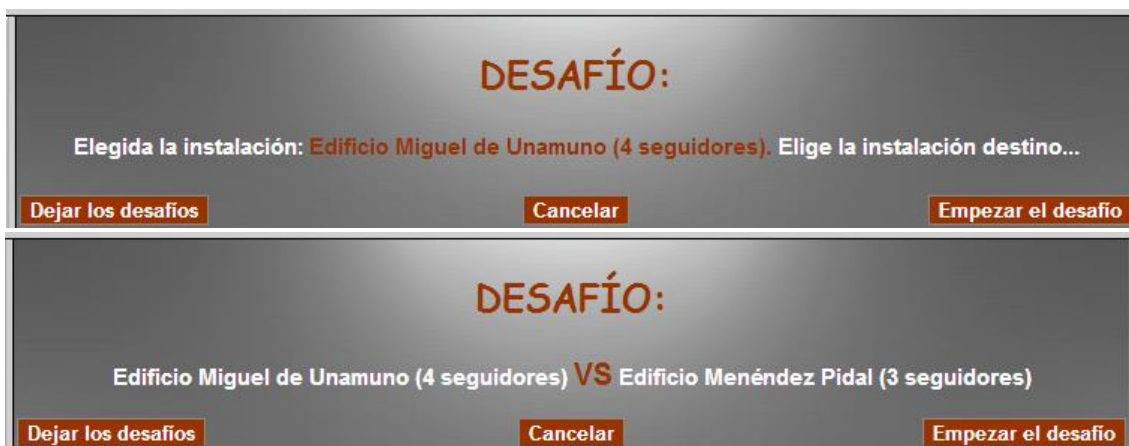 DESAFÍO:
Elegida la instalación: Edificio Miguel de Unamuno (4 seguidores). Elige la instalación destino...
Dejar los desafíos Cancelar Empezar el desafío
DESAFÍO:
Edificio Miguel de Unamuno (4 seguidores) VS Edificio Menéndez Pidal (3 seguidores)
Dejar los desafíos Cancelar Empezar el desafío